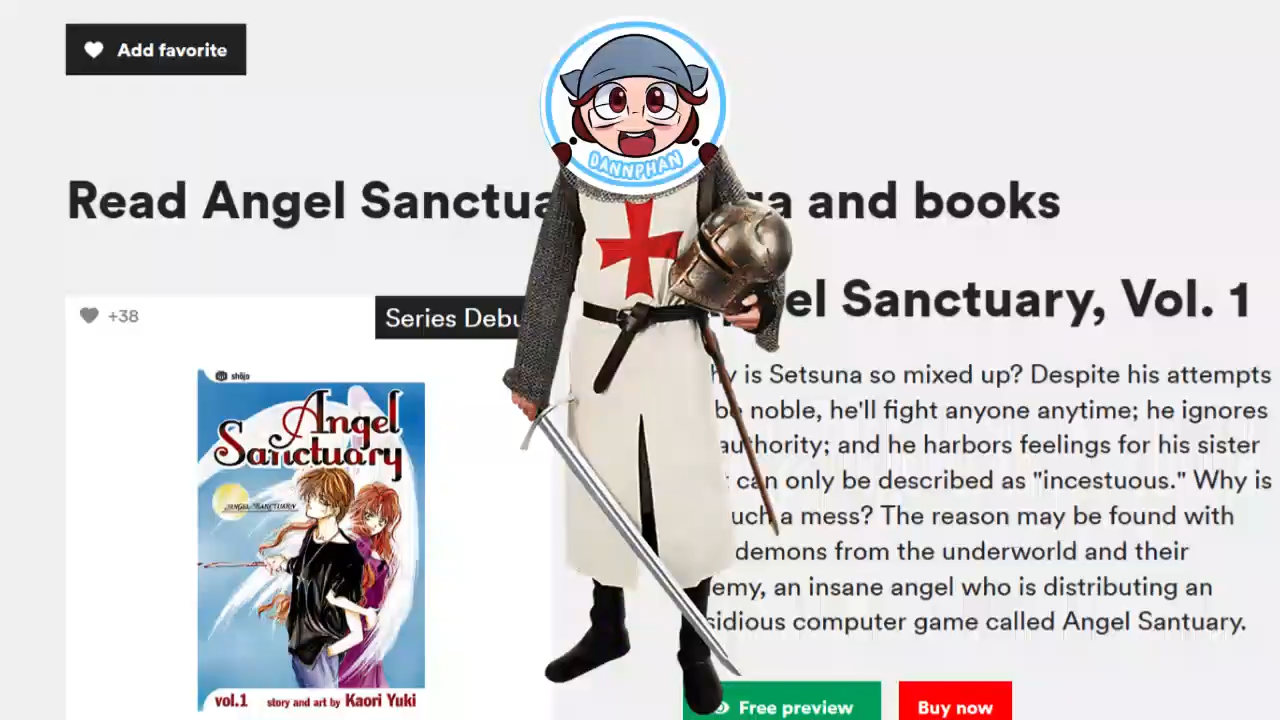 Add favorite
DANNPHAN
Read Angel Sanctua ga and books
+38
Series Debu
el Sanctuary, Vol. 1
shōjo
Angel
Sanctuary
ANGEL SANCTUARY
vol.1 story and art by Kaori Yuki
hy is Setsuna so mixed up? Despite his attempts
be noble, he'll fight anyone anytime; he ignores
authority; and he harbors feelings for his sister
can only be described as "incestuous." Why is
uch a mess? The reason may be found with
demons from the underworld and their
emy, an insane angel who is distributing an
sidious computer game called Angel Santuary.
Free preview
Buy now